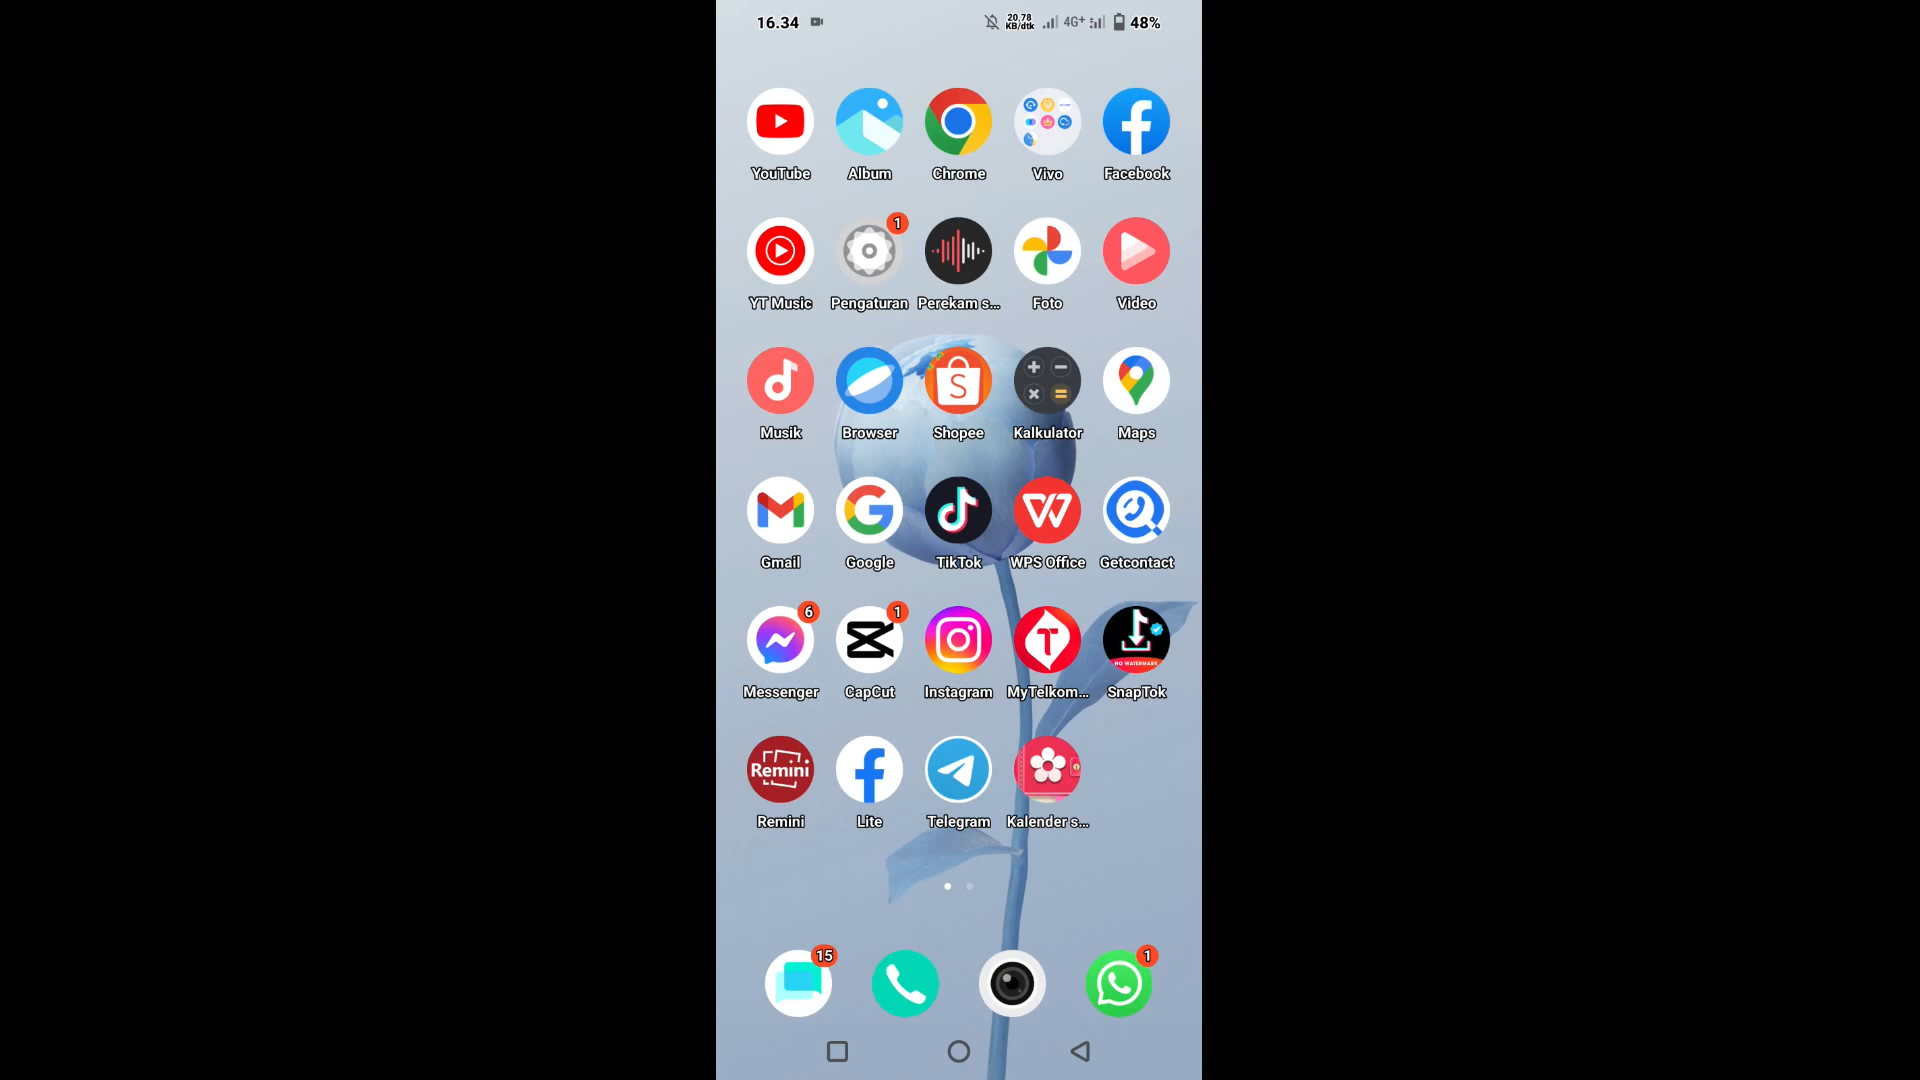 16.34 20,78 KB/dtk 4G+ 48%
YouTube Album Chrome Vivo Facebook
1
YT Music Pengaturan Perekam s... Foto Video
S
Musik Browser Shopee Kalkulator Maps
Gmail Google TikTok WPS Office Getcontact
6 1
T NO WATERMARK
Messenger CapCut Instagram MyTelkom... SnapTok
Remini
Remini Lite Telegram Kalender s...
15 1